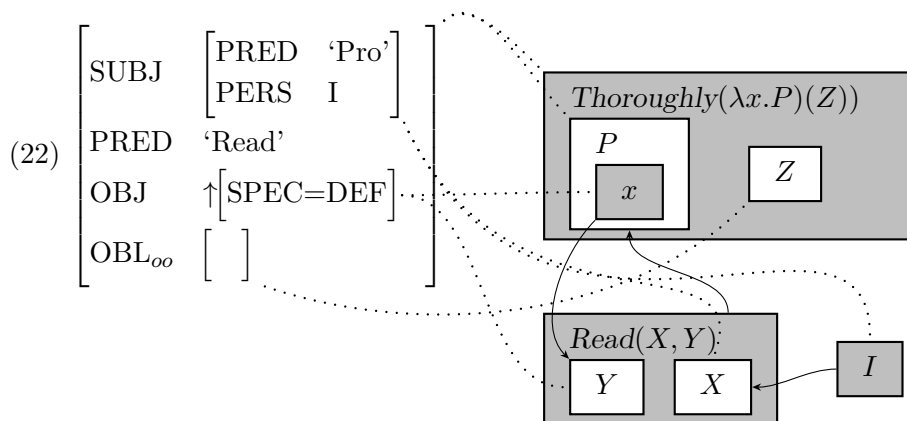 (22)
SUBJ [PRED ‘Pro’
PERS I]
PRED ‘Read’
OBJ ↑[SPEC=DEF]
OBL_oo [ ]
Thoroughly(λx.P)(Z))
P
x
Z
Read(X, Y)
Y
X
I